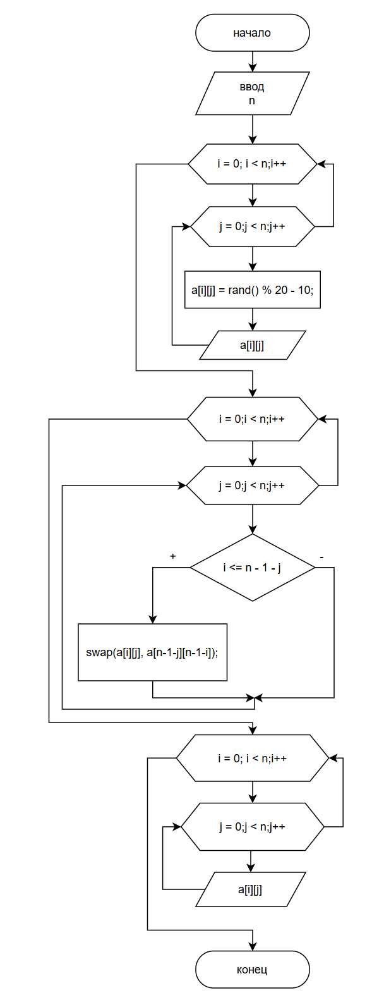 начало
ввод
n
i = 0; i < n;i++
j = 0;j < n;j++
a[i][j] = rand() % 20 - 10;
a[i][j]
i = 0;i < n;i++
j = 0;j < n;j++
i <= n - 1 - j
+
-
swap(a[i][j], a[n-1-j][n-1-i]);
i = 0; i < n;i++
j = 0;j < n;j++
a[i][j]
конец